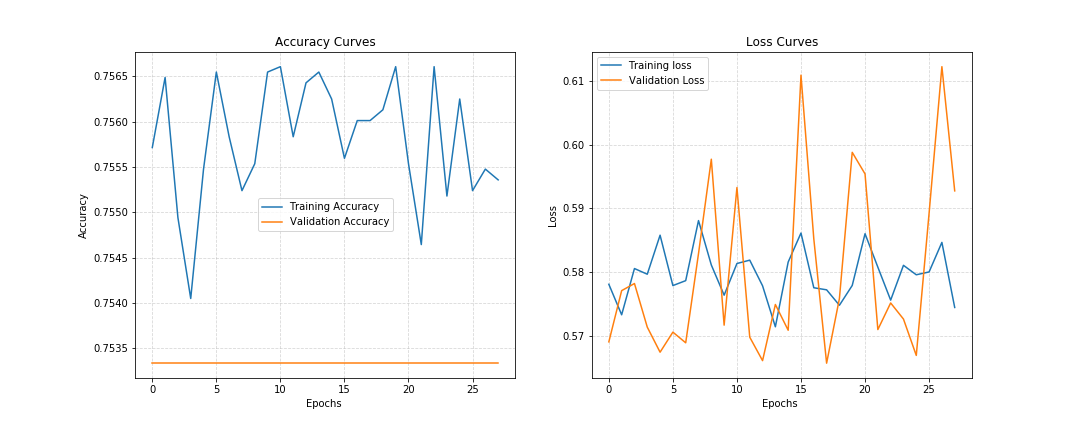 Accuracy Curves
0.7565
0.7560
0.7555
0.7550
0.7545
0.7540
0.7535
Accuracy
Training Accuracy
Validation Accuracy
0 5 10 15 20 25
Epochs
Loss Curves
Training loss
Validation Loss
0.61
0.60
0.59
0.58
0.57
Loss
0 5 10 15 20 25
Epochs